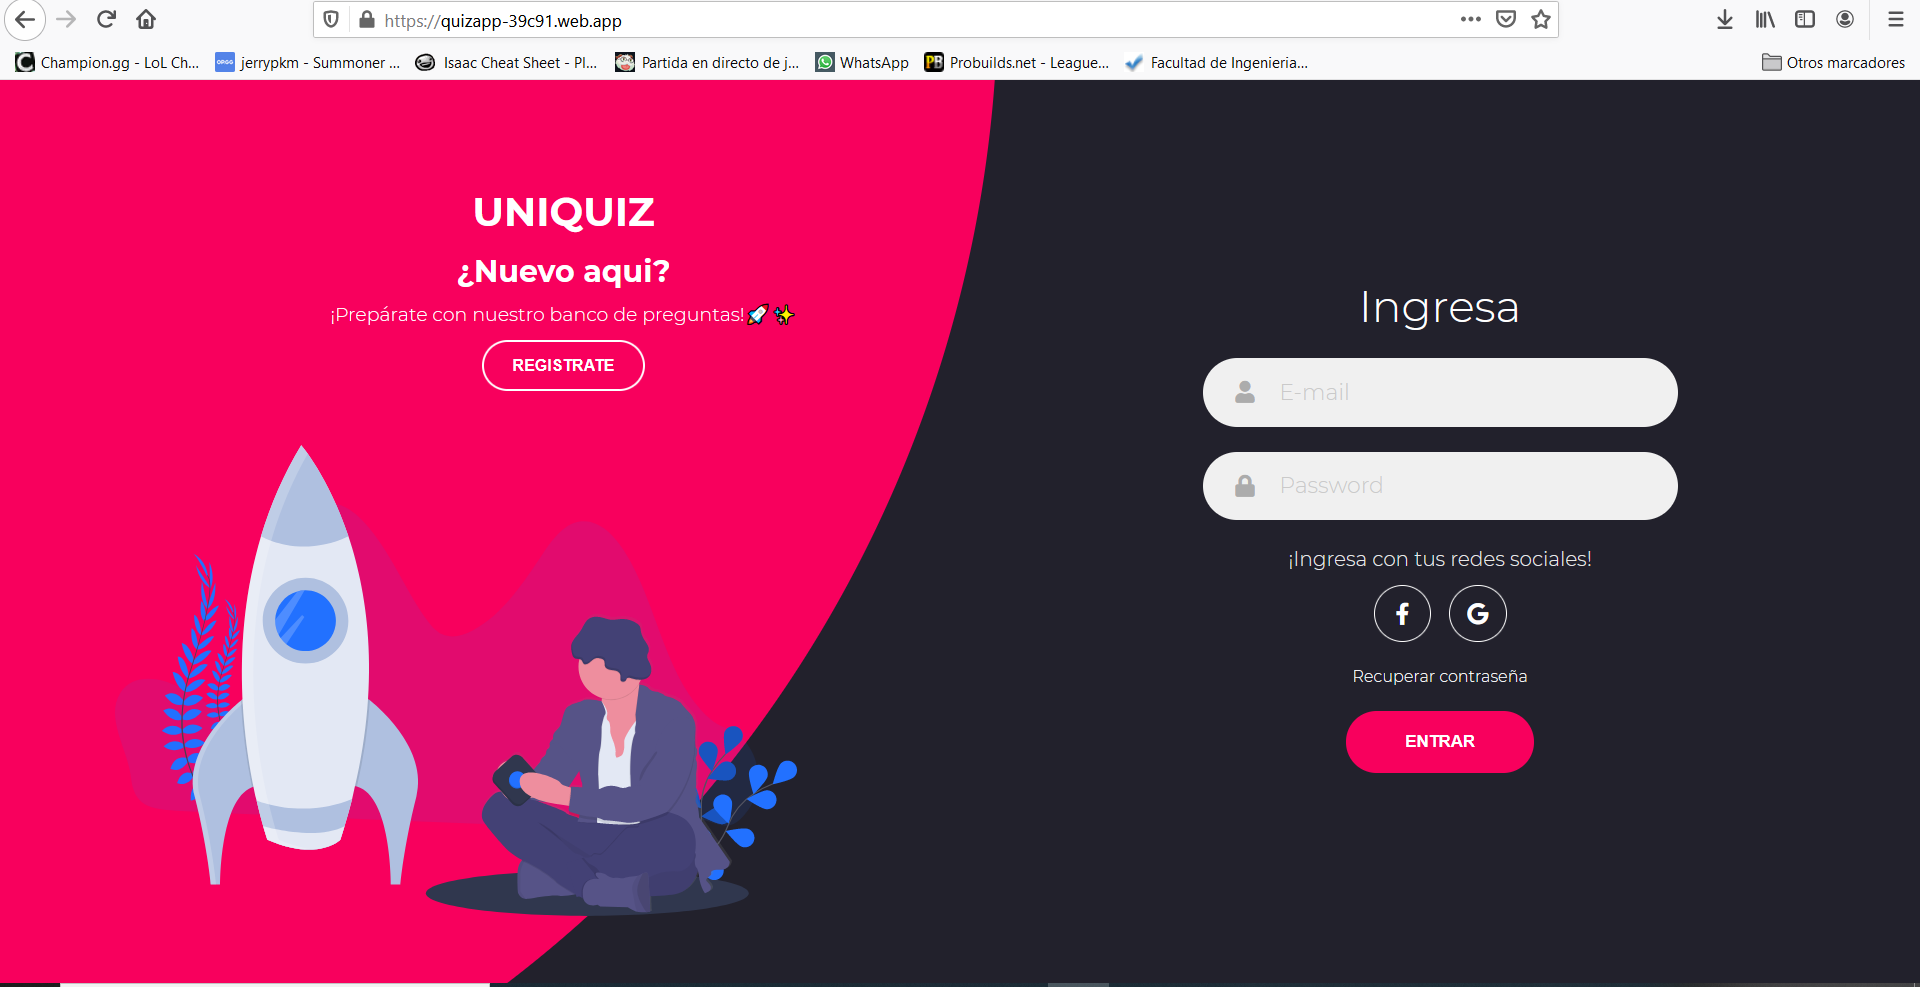 https://quizapp-39c91.web.app
Champion.gg - LoL Ch...
jerrypkm - Summoner ...
Isaac Cheat Sheet - Pl...
Partida en directo de j...
WhatsApp
PB
Probuilds.net - League...
Facultad de Ingenieria...
Otros marcadores
UNIQUIZ
¿Nuevo aqui?
¡Prepárate con nuestro banco de preguntas!🚀✨
REGISTRATE
Ingresa
E-mail
Password
¡Ingresa con tus redes sociales!
Recuperar contraseña
ENTRAR